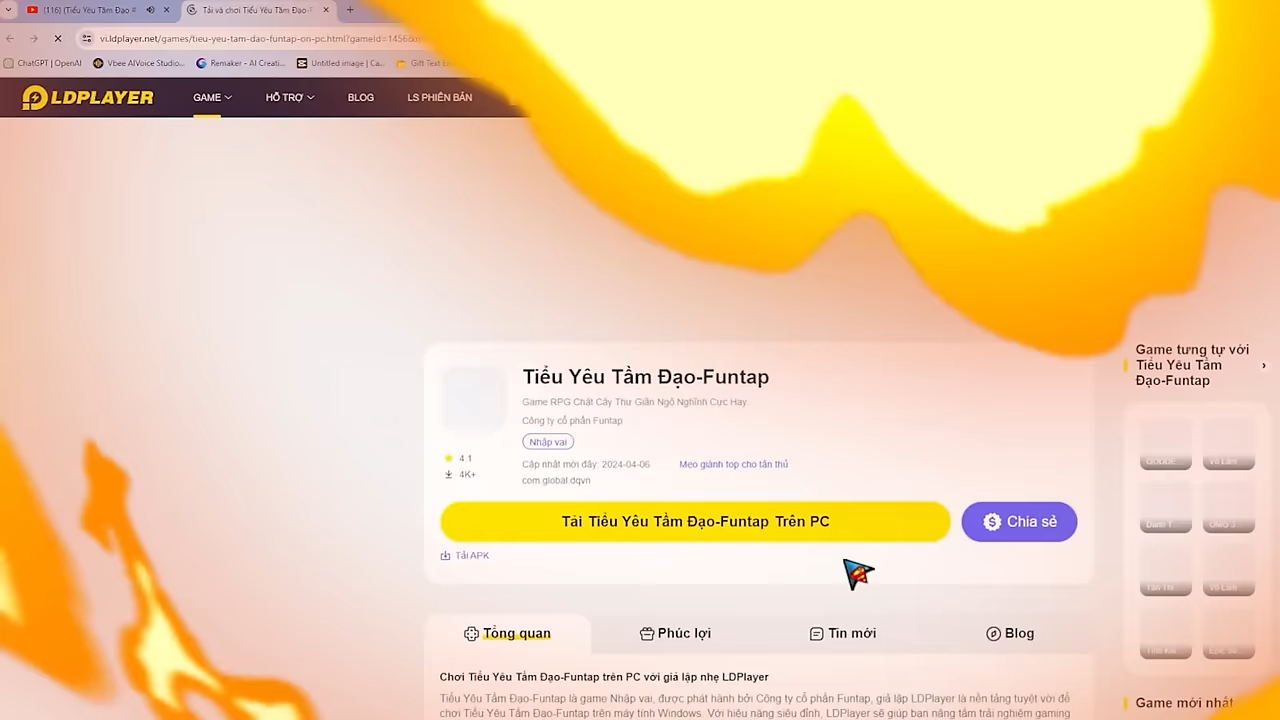 (116) (Tiểu Yêu Tầm Đạo #
Tải và chơi Tiểu Yêu Tầm Đạo-F
vi.ldplayer.net/games/tieu-yeu-tam-dao-funtap-on-pc.html?gameId=1456
ChatGPT | OpenAI
Vbee AIVoice Studio...
Remaker - AI Creati...
Untitled image | Ca...
LDPLAYER
GAME
HỖ TRỢ
BLOG
LS PHIÊN BẢN
Tiểu Yêu Tầm Đạo-Funtap
Game RPG Chặt Cây Thư Giãn Ngộ Nghĩnh Cực Hay.
Công ty cổ phần Funtap
Nhập vai
4.1
Cập nhật mới đây: 2024-04-06
Mẹo giành top cho tân thủ
4K+
com.global.dqvn
Tải Tiểu Yêu Tầm Đạo-Funtap Trên PC
Chia sẻ
Tải APK
Game tương tự với
Tiểu Yêu Tầm
Đạo-Funtap
Tổng quan
Phúc lợi
Tin mới
Blog
Chơi Tiểu Yêu Tầm Đạo-Funtap trên PC với giả lập nhẹ LDPlayer
Tiểu Yêu Tầm Đạo-Funtap là game Nhập vai, được phát hành bởi Công ty cổ phần Funtap, giả lập LDPlayer là nền tảng tuyệt vời để
chơi Tiểu Yêu Tầm Đạo-Funtap trên máy tính Windows. Với hiệu năng siêu đỉnh, LDPlayer sẽ giúp bạn nâng tầm trải nghiệm gaming
Game mới nhất